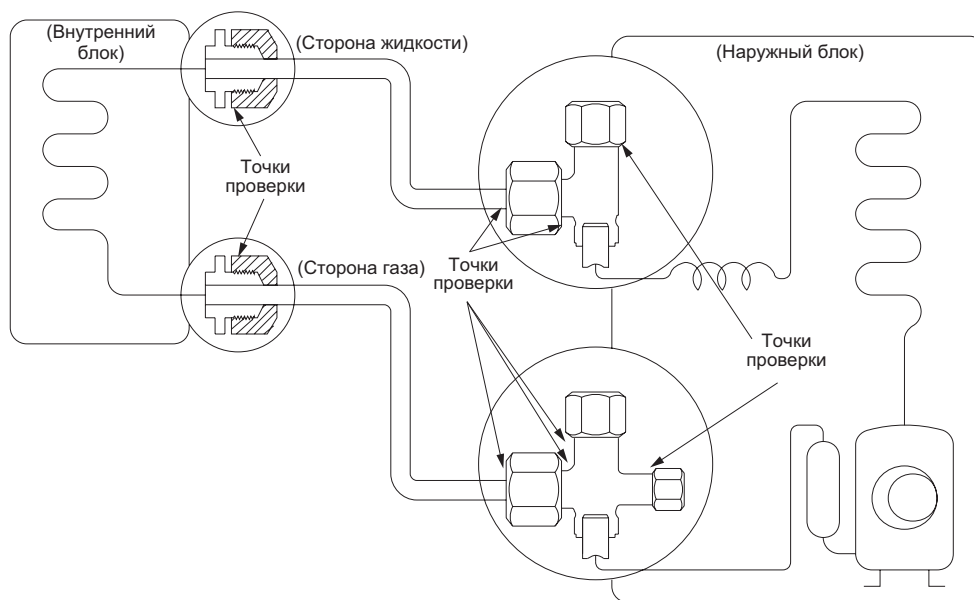 (Внутренний
блок)
(Сторона жидкости)
(Наружный блок)
Точки
проверки
(Сторона газа)
Точки
проверки
Точки
проверки